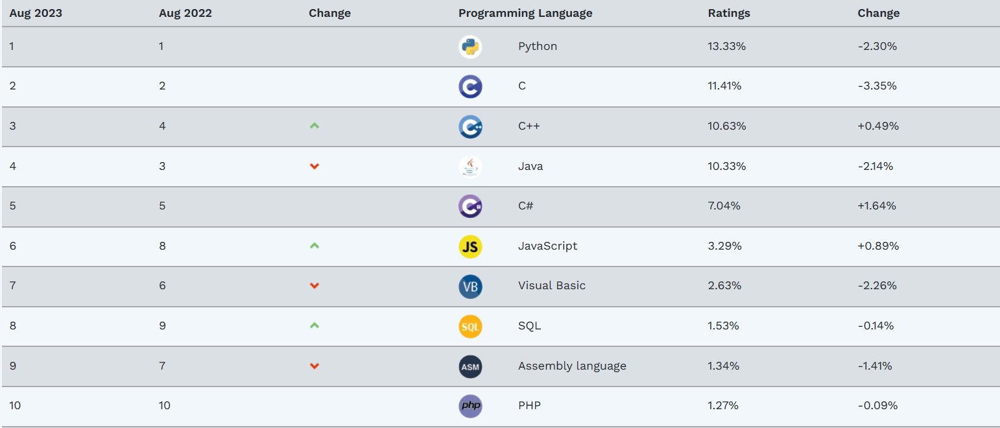 Aug 2023 Aug 2022 Change Programming Language Ratings Change
1 1 Python 13.33% -2.30%
2 2 C C 11.41% -3.35%
3 4 C++ C++ 10.63% +0.49%
4 3 Java 10.33% -2.14%
5 5 C# C# 7.04% +1.64%
6 8 JS JavaScript 3.29% +0.89%
7 6 VB Visual Basic 2.63% -2.26%
8 9 SQL SQL 1.53% -0.14%
9 7 ASM Assembly language 1.34% -1.41%
10 10 php PHP 1.27% -0.09%